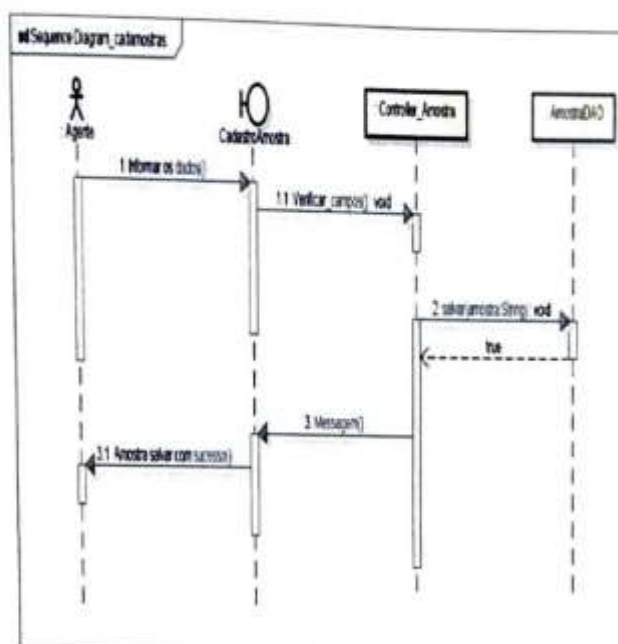 sd Sequence Diagram_cadamostras
Agente
CadastroAmostra
Controller_Amostra
AmostraDAO
1 Informar os dados()
1.1 Verificar_campos() void
2 salvar(amostra String) void
true
3. Messagem()
3.1 Amostra salvar com sucesso()